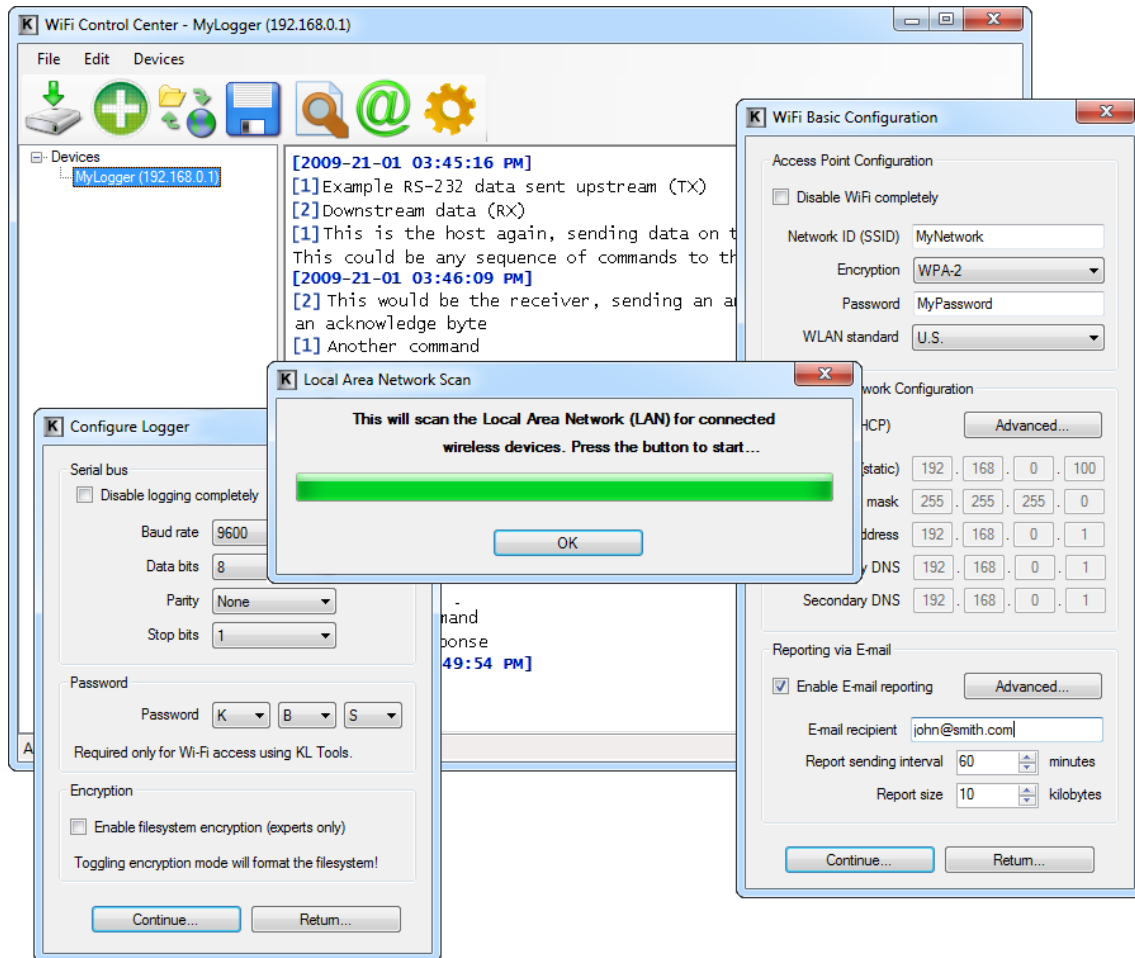 K WiFi Control Center - MyLogger (192.168.0.1)
File Edit Devices
@
Devices
MyLogger (192.168.0.1)
[2009-21-01 03:45:16 PM]
[1]Example RS-232 data sent upstream (TX)
[2]Downstream data (RX)
[1]This is the host again, sending data on t
This could be any sequence of commands to th
[2009-21-01 03:46:09 PM]
[2] This would be the receiver, sending an a
an acknowledge byte
[1] Another command
mand
ponse
49:54 PM]
A
K Local Area Network Scan
This will scan the Local Area Network (LAN) for connected
wireless devices. Press the button to start...
OK
K Configure Logger
Serial bus
Disable logging completely
Baud rate 9600
Data bits 8
Parity None
Stop bits 1
Password
Password K B S
Required only for Wi-Fi access using KL Tools.
Encryption
Enable filesystem encryption (experts only)
Toggling encryption mode will format the filesystem!
Continue... Return...
K WiFi Basic Configuration
Access Point Configuration
Disable WiFi completely
Network ID (SSID) MyNetwork
Encryption WPA-2
Password MyPassword
WLAN standard U.S.
work Configuration
HCP) Advanced...
(static) 192 . 168 . 0 . 100
mask 255 . 255 . 255 . 0
ddress 192 . 168 . 0 . 1
y DNS 192 . 168 . 0 . 1
Secondary DNS 192 . 168 . 0 . 1
Reporting via E-mail
Enable E-mail reporting Advanced...
E-mail recipient john@smith.com
Report sending interval 60 minutes
Report size 10 kilobytes
Continue... Return...